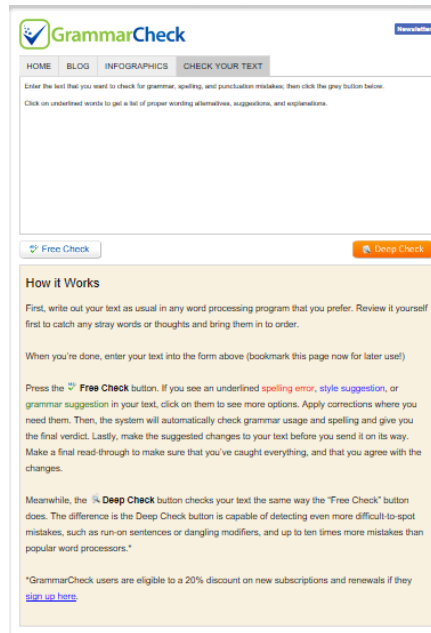 GrammarCheck
Newsletter
HOME BLOG INFOGRAPHICS CHECK YOUR TEXT
Enter the text that you want to check for grammar, spelling, and punctuation mistakes; then click the grey button below.
Click on underlined words to get a list of proper wording alternatives, suggestions, and explanations.
Free Check Deep Check
How it Works
First, write out your text as usual in any word processing program that you prefer. Review it yourself
first to catch any stray words or thoughts and bring them in to order.
When you're done, enter your text into the form above (bookmark this page now for later use!)
Press the Free Check button. If you see an underlined spelling error, style suggestion, or
grammar suggestion in your text, click on them to see more options. Apply corrections where you
need them. Then, the system will automatically check grammar usage and spelling and give you
the final verdict. Lastly, make the suggested changes to your text before you send it on its way.
Make a final read-through to make sure that you've caught everything, and that you agree with the
changes.
Meanwhile, the Deep Check button checks your text the same way the "Free Check" button
does. The difference is the Deep Check button is capable of detecting even more difficult-to-spot
mistakes, such as run-on sentences or dangling modifiers, and up to ten times more mistakes than
popular word processors.*
*GrammarCheck users are eligible to a 20% discount on new subscriptions and renewals if they
sign up here.